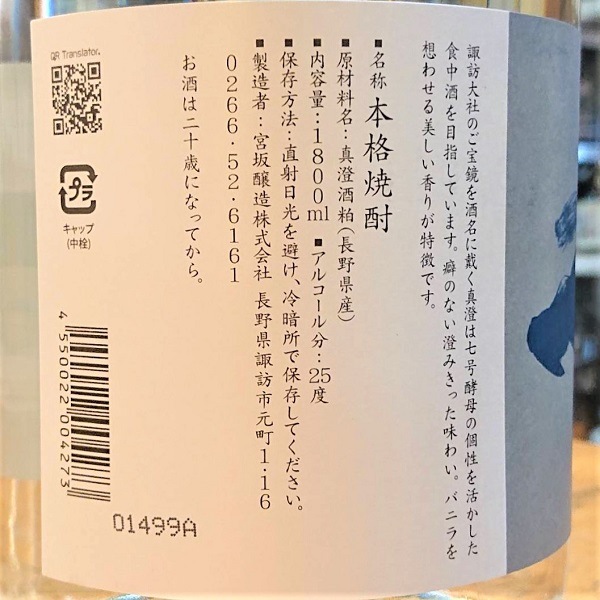 諏訪大社のご宝鏡を酒名に戴く真澄は七号酵母の個性を活かした
食中酒を目指しています。癖のない澄みきった味わい。バニラを
想わせる美しい香りが特徴です。
■名称 本格焼酎
■原材料名:真澄酒粕(長野県産)
■内容量:1800ml ■アルコール分:25度
■保存方法:直射日光を避け、冷暗所で保存してください。
■製造者:宮坂醸造株式会社 長野県諏訪市元町1-16
0266-52-6161
お酒は二十歳になってから。
QR Translator.
プラ
キャップ
(中栓)
4550022004273
01499A